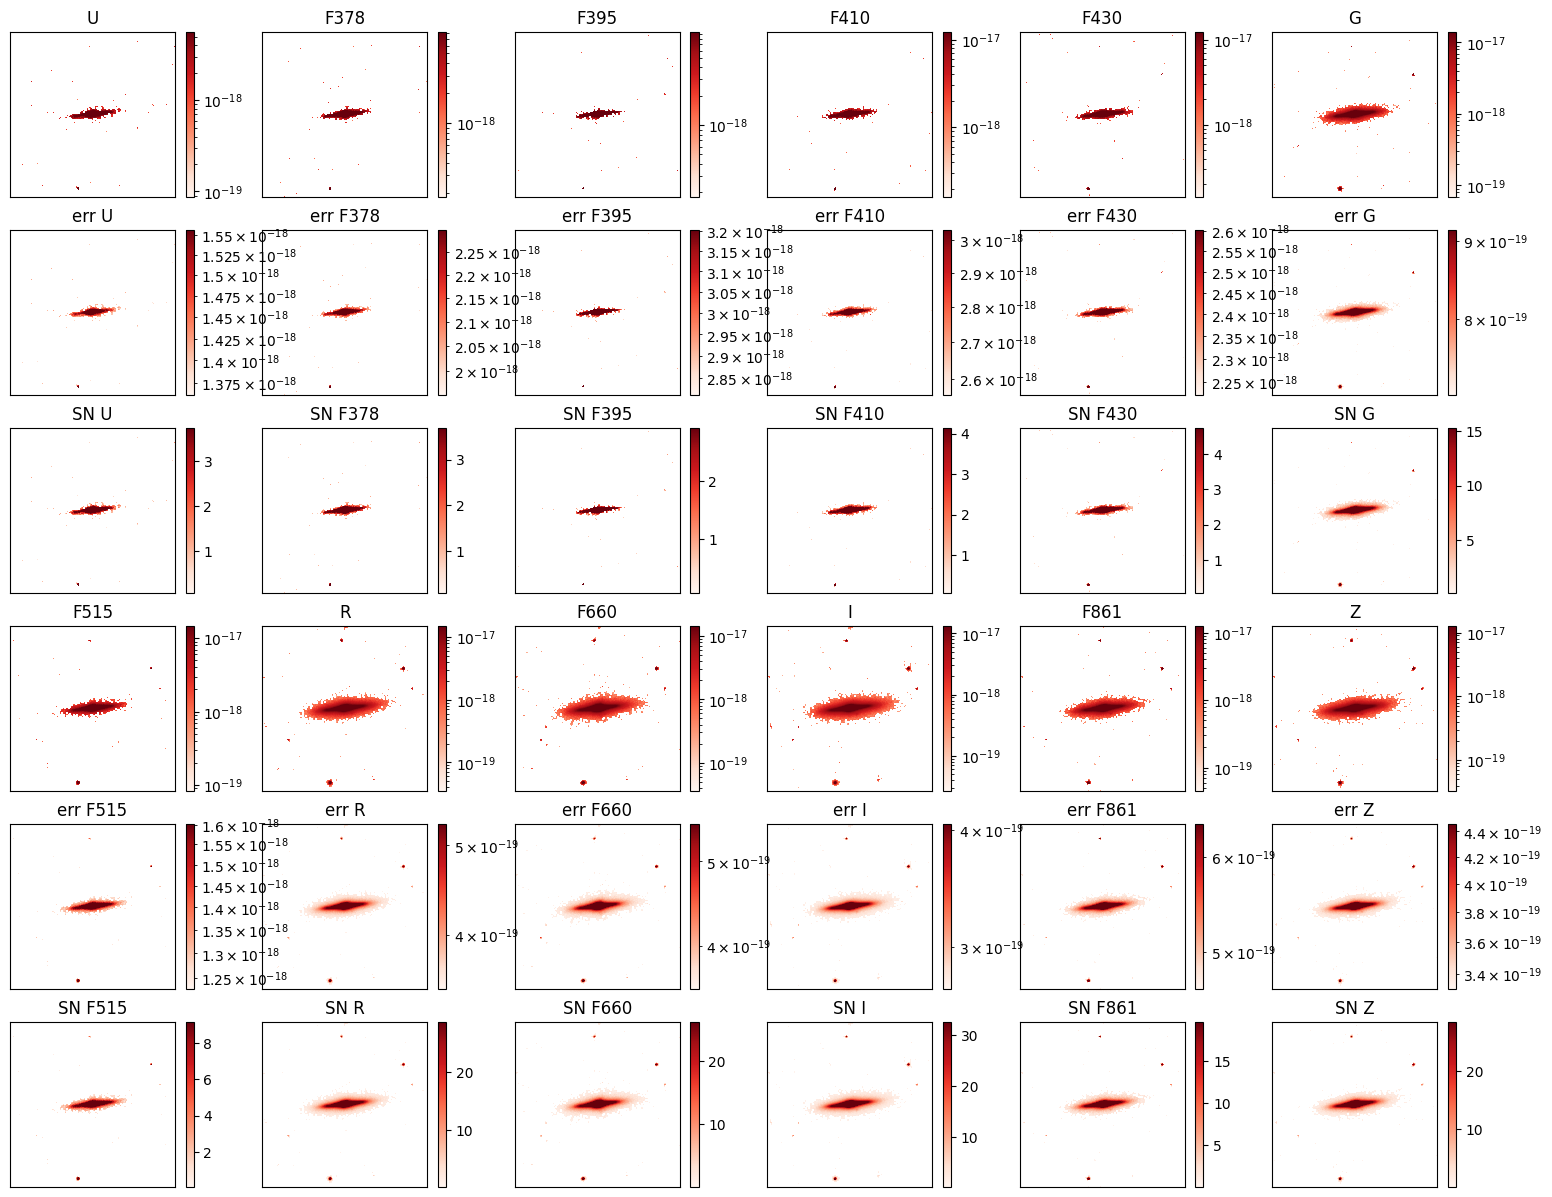 U F378 F395 F410 F430 G
10⁻¹⁸ 10⁻¹⁸ 10⁻¹⁸ 10⁻¹⁷ 10⁻¹⁷ 10⁻¹⁷
10⁻¹⁹ 10⁻¹⁸ 10⁻¹⁸ 10⁻¹⁸
10⁻¹⁹
err U err F378 err F395 err F410 err F430 err G
1.55 × 10⁻¹⁸ 2.25 × 10⁻¹⁸ 3.2 × 10⁻¹⁸ 3 × 10⁻¹⁸ 2.6 × 10⁻¹⁸ 9 × 10⁻¹⁹
1.525 × 10⁻¹⁸ 2.2 × 10⁻¹⁸ 3.15 × 10⁻¹⁸ 2.9 × 10⁻¹⁸ 2.55 × 10⁻¹⁸ 8 × 10⁻¹⁹
1.5 × 10⁻¹⁸ 2.15 × 10⁻¹⁸ 3.1 × 10⁻¹⁸ 2.8 × 10⁻¹⁸ 2.5 × 10⁻¹⁸
1.475 × 10⁻¹⁸ 2.1 × 10⁻¹⁸ 3.05 × 10⁻¹⁸ 2.7 × 10⁻¹⁸ 2.45 × 10⁻¹⁸
1.45 × 10⁻¹⁸ 2.05 × 10⁻¹⁸ 3 × 10⁻¹⁸ 2.6 × 10⁻¹⁸ 2.4 × 10⁻¹⁸
1.425 × 10⁻¹⁸ 2 × 10⁻¹⁸ 2.95 × 10⁻¹⁸ 2.35 × 10⁻¹⁸
1.4 × 10⁻¹⁸ 2.9 × 10⁻¹⁸ 2.3 × 10⁻¹⁸
1.375 × 10⁻¹⁸ 2.85 × 10⁻¹⁸ 2.25 × 10⁻¹⁸
SN U SN F378 SN F395 SN F410 SN F430 SN G
3 3 2 4 4 15
2 2 1 3 3 10
1 1 2 2 5
1 1
F515 R F660 I F861 Z
10⁻¹⁷ 10⁻¹⁷ 10⁻¹⁷ 10⁻¹⁷ 10⁻¹⁷ 10⁻¹⁷
10⁻¹⁸ 10⁻¹⁸ 10⁻¹⁸ 10⁻¹⁸ 10⁻¹⁸ 10⁻¹⁸
10⁻¹⁹ 10⁻¹⁹ 10⁻¹⁹ 10⁻¹⁹ 10⁻¹⁹ 10⁻¹⁹
err F515 err R err F660 err I err F861 err Z
1.6 × 10⁻¹⁸ 5 × 10⁻¹⁹ 5 × 10⁻¹⁹ 4 × 10⁻¹⁹ 6 × 10⁻¹⁹ 4.4 × 10⁻¹⁹
1.55 × 10⁻¹⁸ 4 × 10⁻¹⁹ 4 × 10⁻¹⁹ 3 × 10⁻¹⁹ 5 × 10⁻¹⁹ 4.2 × 10⁻¹⁹
1.5 × 10⁻¹⁸ 4 × 10⁻¹⁹
1.45 × 10⁻¹⁸ 3.8 × 10⁻¹⁹
1.4 × 10⁻¹⁸ 3.6 × 10⁻¹⁹
1.35 × 10⁻¹⁸ 3.4 × 10⁻¹⁹
1.3 × 10⁻¹⁸
1.25 × 10⁻¹⁸
SN F515 SN R SN F660 SN I SN F861 SN Z
8 20 20 30 15 20
6 10 10 20 10 10
4 10 5
2